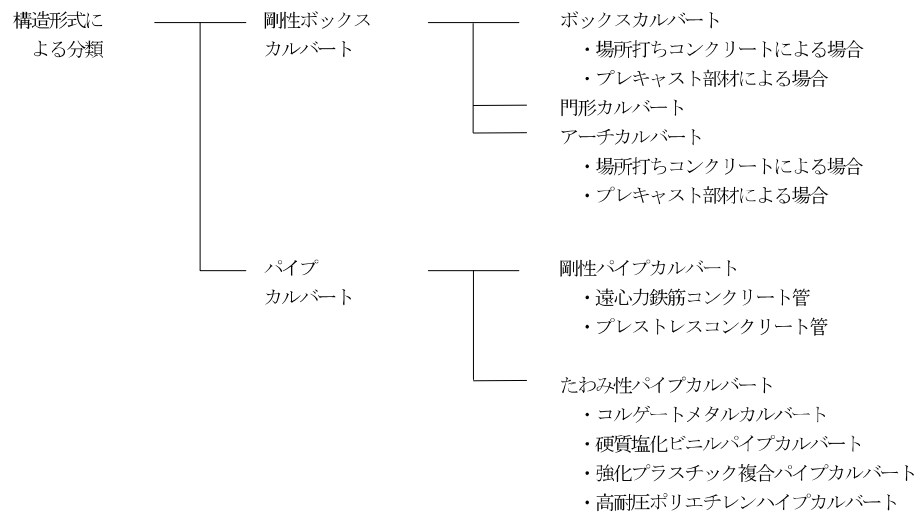 構造形式に
よる分類
剛性ボックス
カルバート
ボックスカルバート
・場所打ちコンクリートによる場合
・プレキャスト部材による場合
門形カルバート
アーチカルバート
・場所打ちコンクリートによる場合
・プレキャスト部材による場合
パイプ
カルバート
剛性パイプカルバート
・遠心力鉄筋コンクリート管
・プレストレスコンクリート管
たわみ性パイプカルバート
・コルゲートメタルカルバート
・硬質塩化ビニルパイプカルバート
・強化プラスチック複合パイプカルバート
・高耐圧ポリエチレンハイプカルバート